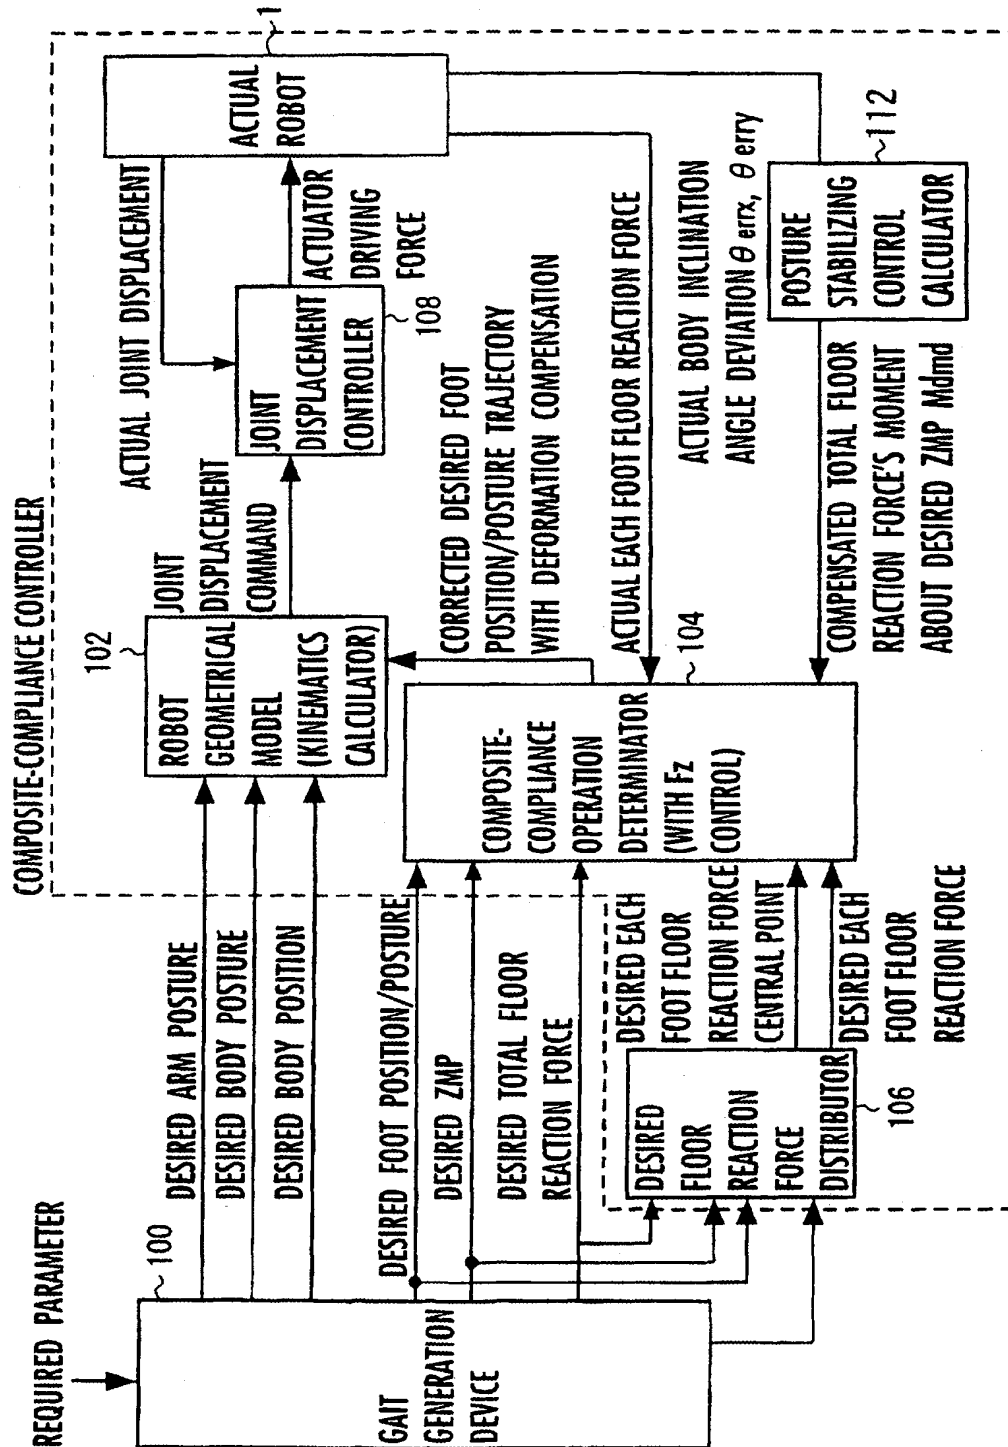 COMPOSITE-COMPLIANCE CONTROLLER
REQUIRED PARAMETER
100
GAIT
GENERATION
DEVICE
DESIRED ARM POSTURE
DESIRED BODY POSTURE
DESIRED BODY POSITION
DESIRED FOOT POSITION/POSTURE
DESIRED ZMP
DESIRED TOTAL FLOOR
REACTION FORCE
DESIRED
FLOOR
REACTION
FORCE
DISTRIBUTOR
106
DESIRED EACH
FOOT FLOOR
REACTION FORCE
CENTRAL POINT
DESIRED EACH
FOOT FLOOR
REACTION FORCE
102
ROBOT
GEOMETRICAL
MODEL
(KINEMATICS
CALCULATOR)
JOINT
DISPLACEMENT
COMMAND
104
COMPOSITE-
COMPLIANCE
OPERATION
DETERMINATOR
(WITH Fz
CONTROL)
CORRECTED DESIRED FOOT
POSITION/POSTURE TRAJECTORY
WITH DEFORMATION COMPENSATION
ACTUAL JOINT DISPLACEMENT
JOINT
DISPLACEMENT
CONTROLLER
108
ACTUATOR
DRIVING
FORCE
1
ACTUAL
ROBOT
ACTUAL EACH FOOT FLOOR REACTION FORCE
ACTUAL BODY INCLINATION
ANGLE DEVIATION θ errx, θ erry
112
POSTURE
STABILIZING
CONTROL
CALCULATOR
COMPENSATED TOTAL FLOOR
REACTION FORCE'S MOMENT
ABOUT DESIRED ZMP Mdmd